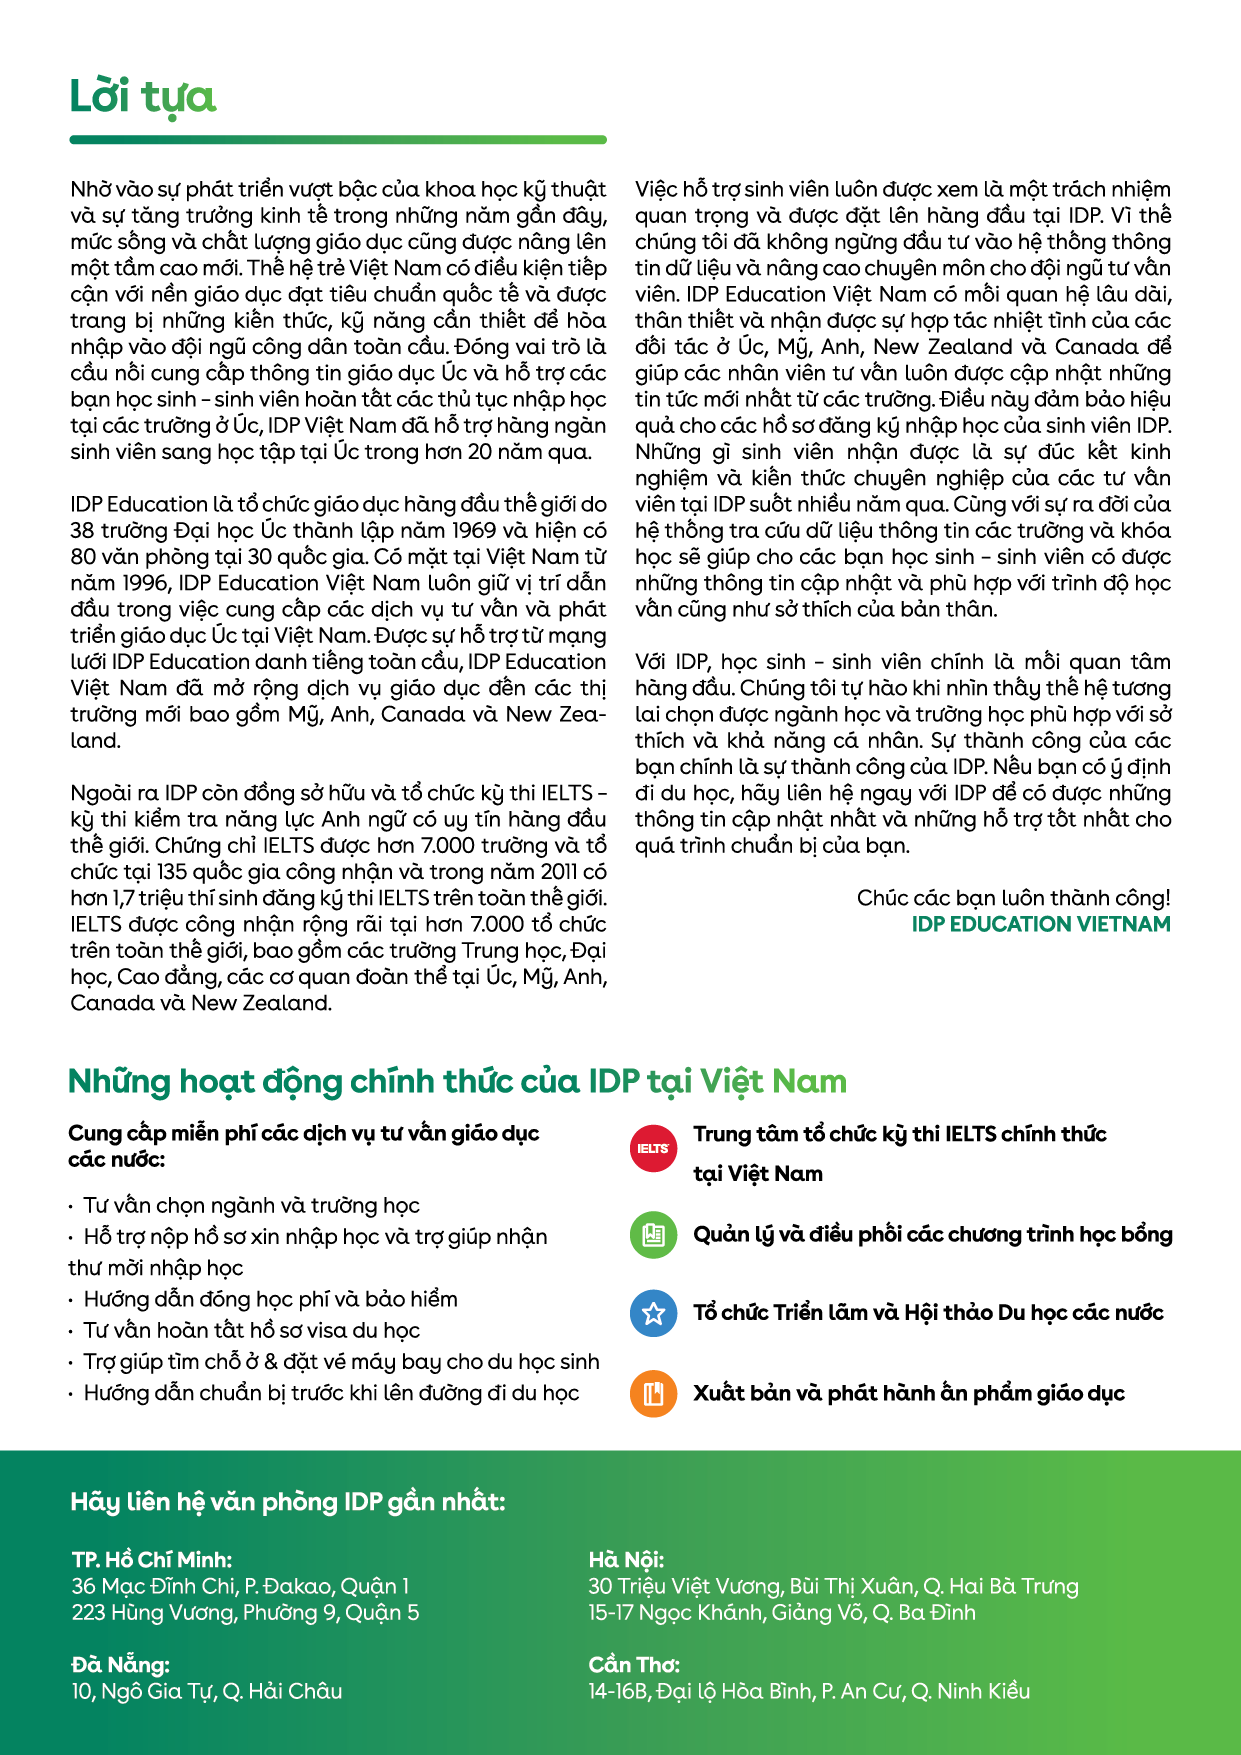 Lời tựa
Nhờ vào sự phát triển vượt bậc của khoa học kỹ thuật
và sự tăng trưởng kinh tế trong những năm gần đây,
mức sống và chất lượng giáo dục cũng được nâng lên
một tầm cao mới. Thế hệ trẻ Việt Nam có điều kiện tiếp
cận với nền giáo dục đạt tiêu chuẩn quốc tế và được
trang bị những kiến thức, kỹ năng cần thiết để hòa
nhập vào đội ngũ công dân toàn cầu. Đóng vai trò là
cầu nối cung cấp thông tin giáo dục Úc và hỗ trợ các
bạn học sinh – sinh viên hoàn tất các thủ tục nhập học
tại các trường ở Úc, IDP Việt Nam đã hỗ trợ hàng ngàn
sinh viên sang học tập tại Úc trong hơn 20 năm qua.
IDP Education là tổ chức giáo dục hàng đầu thế giới do
38 trường Đại học Úc thành lập năm 1969 và hiện có
80 văn phòng tại 30 quốc gia. Có mặt tại Việt Nam từ
năm 1996, IDP Education Việt Nam luôn giữ vị trí dẫn
đầu trong việc cung cấp các dịch vụ tư vấn và phát
triển giáo dục Úc tại Việt Nam. Được sự hỗ trợ từ mạng
lưới IDP Education danh tiếng toàn cầu, IDP Education
Việt Nam đã mở rộng dịch vụ giáo dục đến các thị
trường mới bao gồm Mỹ, Anh, Canada và New Zea-
land.
Ngoài ra IDP còn đồng sở hữu và tổ chức kỳ thi IELTS –
kỳ thi kiểm tra năng lực Anh ngữ có uy tín hàng đầu
thế giới. Chứng chỉ IELTS được hơn 7.000 trường và tổ
chức tại 135 quốc gia công nhận và trong năm 2011 có
hơn 1,7 triệu thí sinh đăng ký thi IELTS trên toàn thế giới.
IELTS được công nhận rộng rãi tại hơn 7.000 tổ chức
trên toàn thế giới, bao gồm các trường Trung học, Đại
học, Cao đẳng, các cơ quan đoàn thể tại Úc, Mỹ, Anh,
Canada và New Zealand.
Việc hỗ trợ sinh viên luôn được xem là một trách nhiệm
quan trọng và được đặt lên hàng đầu tại IDP. Vì thế
chúng tôi đã không ngừng đầu tư vào hệ thống thông
tin dữ liệu và nâng cao chuyên môn cho đội ngũ tư vấn
viên. IDP Education Việt Nam có mối quan hệ lâu dài,
thân thiết và nhận được sự hợp tác nhiệt tình của các
đối tác ở Úc, Mỹ, Anh, New Zealand và Canada để
giúp các nhân viên tư vấn luôn được cập nhật những
tin tức mới nhất từ các trường. Điều này đảm bảo hiệu
quả cho các hồ sơ đăng ký nhập học của sinh viên IDP.
Những gì sinh viên nhận được là sự đúc kết kinh
nghiệm và kiến thức chuyên nghiệp của các tư vấn
viên tại IDP suốt nhiều năm qua. Cùng với sự ra đời của
hệ thống tra cứu dữ liệu thông tin các trường và khóa
học sẽ giúp cho các bạn học sinh – sinh viên có được
những thông tin cập nhật và phù hợp với trình độ học
vấn cũng như sở thích của bản thân.
Với IDP, học sinh – sinh viên chính là mối quan tâm
hàng đầu. Chúng tôi tự hào khi nhìn thấy thế hệ tương
lai chọn được ngành học và trường học phù hợp với sở
thích và khả năng cá nhân. Sự thành công của các
bạn chính là sự thành công của IDP. Nếu bạn có ý định
đi du học, hãy liên hệ ngay với IDP để có được những
thông tin cập nhật nhất và những hỗ trợ tốt nhất cho
quá trình chuẩn bị của bạn.
Chúc các bạn luôn thành công!
IDP EDUCATION VIETNAM
Những hoạt động chính thức của IDP tại Việt Nam
Cung cấp miễn phí các dịch vụ tư vấn giáo dục
các nước:
· Tư vấn chọn ngành và trường học
· Hỗ trợ nộp hồ sơ xin nhập học và trợ giúp nhận
thư mời nhập học
· Hướng dẫn đóng học phí và bảo hiểm
· Tư vấn hoàn tất hồ sơ visa du học
· Trợ giúp tìm chỗ ở & đặt vé máy bay cho du học sinh
· Hướng dẫn chuẩn bị trước khi lên đường đi du học
IELTS
Trung tâm tổ chức kỳ thi IELTS chính thức
tại Việt Nam
Quản lý và điều phối các chương trình học bổng
Tổ chức Triển lãm và Hội thảo Du học các nước
Xuất bản và phát hành ấn phẩm giáo dục
Hãy liên hệ văn phòng IDP gần nhất:
TP. Hồ Chí Minh:
36 Mạc Đĩnh Chi, P. Đakao, Quận 1
223 Hùng Vương, Phường 9, Quận 5
Hà Nội:
30 Triệu Việt Vương, Bùi Thị Xuân, Q. Hai Bà Trưng
15-17 Ngọc Khánh, Giảng Võ, Q. Ba Đình
Đà Nẵng:
10, Ngô Gia Tự, Q. Hải Châu
Cần Thơ:
14-16B, Đại lộ Hòa Bình, P. An Cư, Q. Ninh Kiều